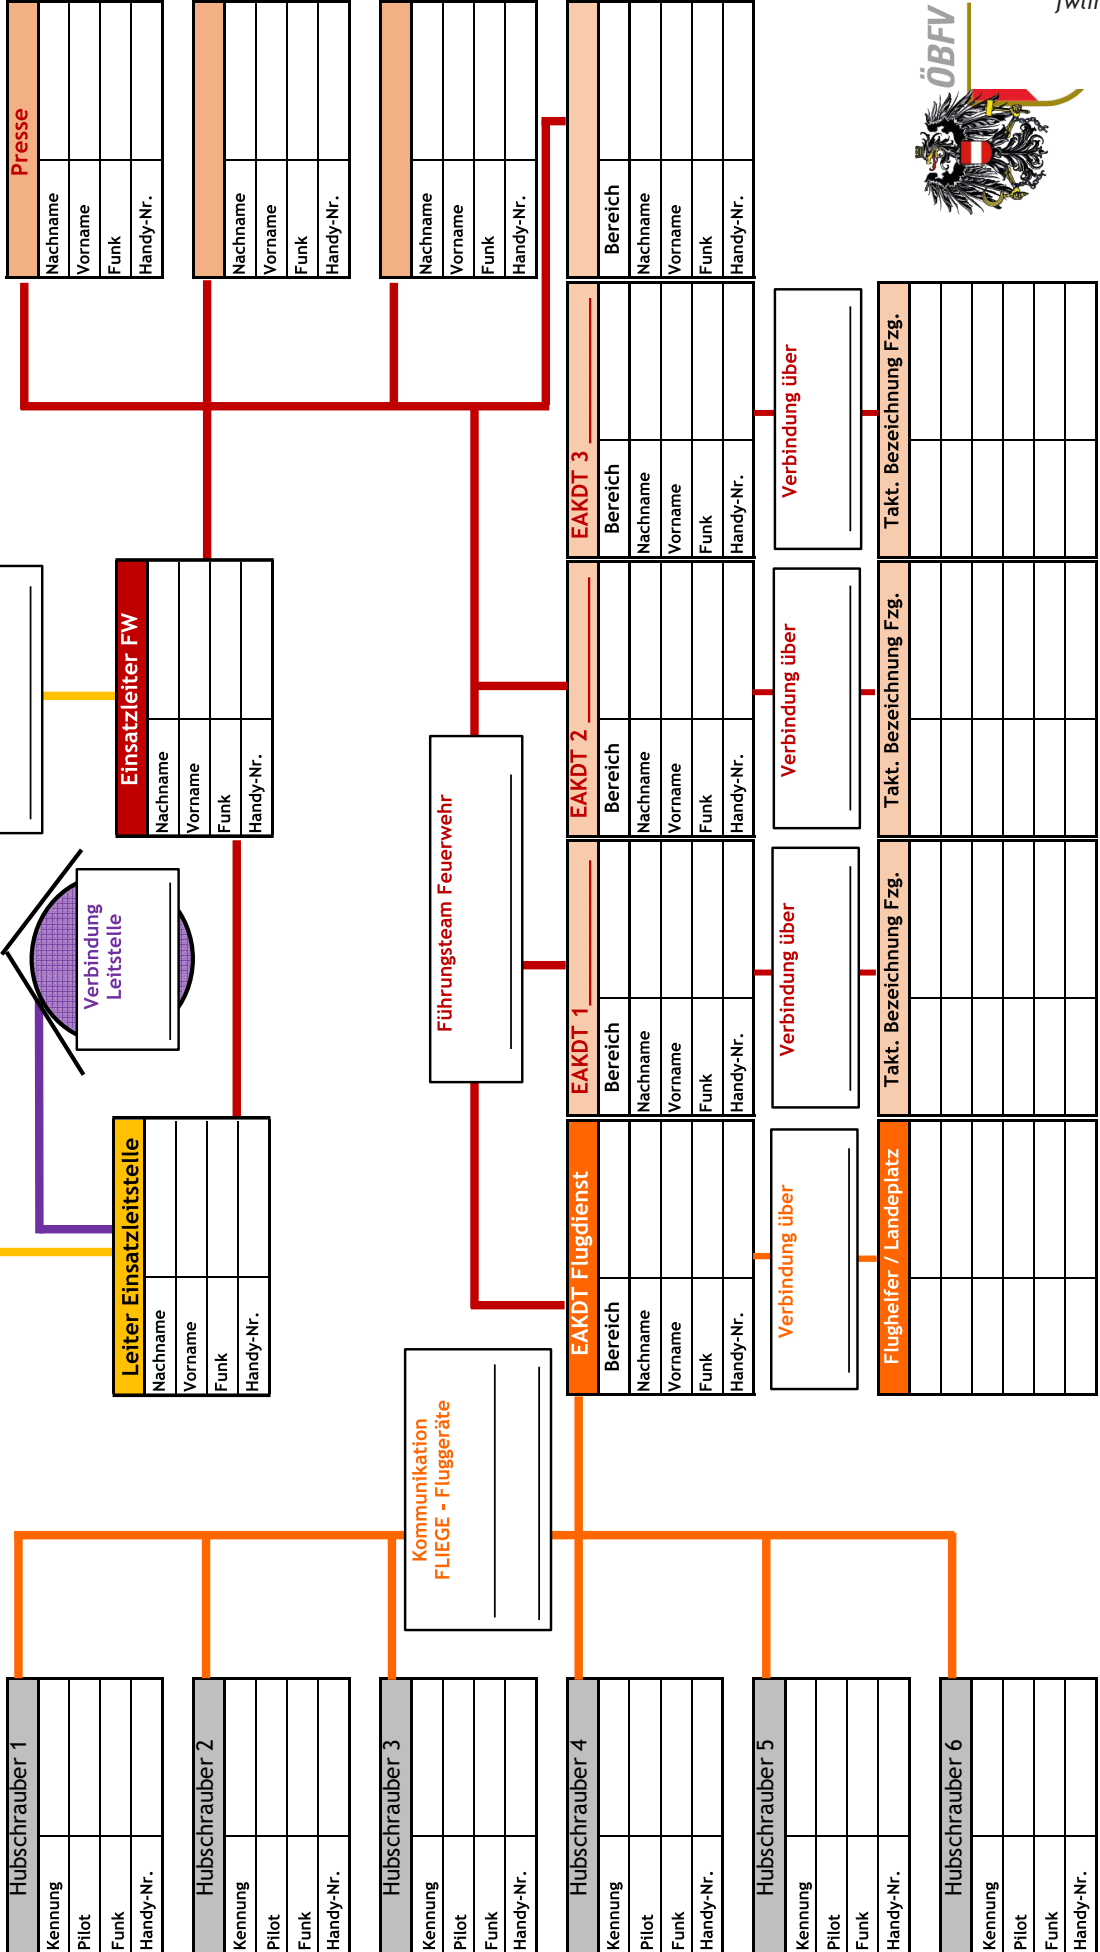 Hubschrauber 1
Kennung
Pilot
Funk
Handy-Nr.
Hubschrauber 2
Kennung
Pilot
Funk
Handy-Nr.
Hubschrauber 3
Kennung
Pilot
Funk
Handy-Nr.
Hubschrauber 4
Kennung
Pilot
Funk
Handy-Nr.
Hubschrauber 5
Kennung
Pilot
Funk
Handy-Nr.
Hubschrauber 6
Kennung
Pilot
Funk
Handy-Nr.
Leiter Einsatzleitstelle
Nachname
Vorname
Funk
Handy-Nr.
Verbindung
Leitstelle
Einsatzleiter FW
Nachname
Vorname
Funk
Handy-Nr.
Presse
Nachname
Vorname
Funk
Handy-Nr.
Nachname
Vorname
Funk
Handy-Nr.
Nachname
Vorname
Funk
Handy-Nr.
Kommunikation
FLIEGE - Fluggeräte
Führungsteam Feuerwehr
EAKDT Flugdienst
Bereich
Nachname
Vorname
Funk
Handy-Nr.
Verbindung über
Flughelfer / Landeplatz
EAKDT 1
Bereich
Nachname
Vorname
Funk
Handy-Nr.
Verbindung über
Takt. Bezeichnung Fzg.
EAKDT 2
Bereich
Nachname
Vorname
Funk
Handy-Nr.
Verbindung über
Takt. Bezeichnung Fzg.
EAKDT 3
Bereich
Nachname
Vorname
Funk
Handy-Nr.
Verbindung über
Takt. Bezeichnung Fzg.
Bereich
Nachname
Vorname
Funk
Handy-Nr.
ÖBFV